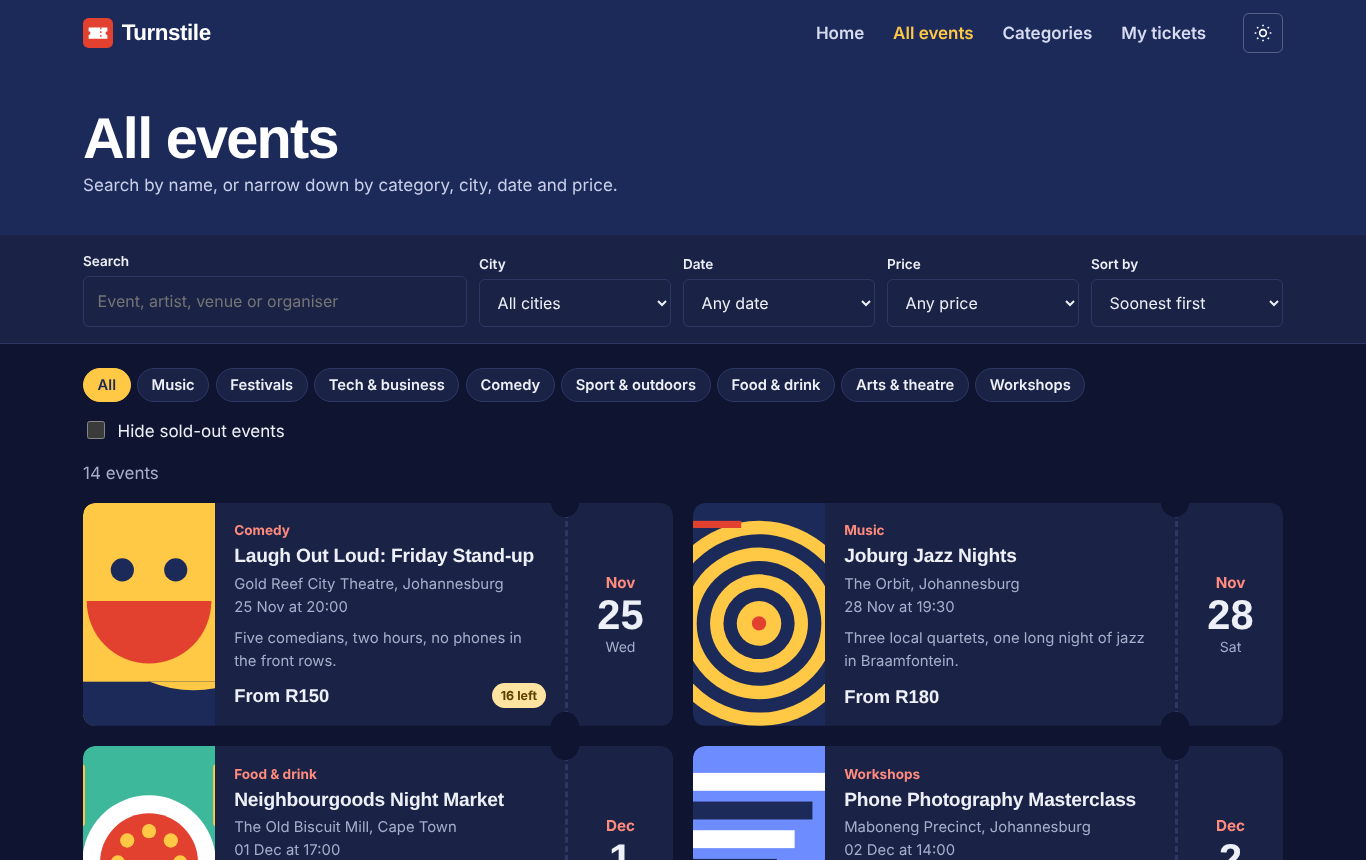 Turnstile
Home All events Categories My tickets
All events
Search by name, or narrow down by category, city, date and price.
Search
City
Date
Price
Sort by
Event, artist, venue or organiser
All cities
Any date
Any price
Soonest first
All Music Festivals Tech & business Comedy Sport & outdoors Food & drink Arts & theatre Workshops
Hide sold-out events
14 events
Comedy
Laugh Out Loud: Friday Stand-up
Gold Reef City Theatre, Johannesburg
25 Nov at 20:00
Five comedians, two hours, no phones in
the front rows.
From R150
16 left
Nov
25
Wed
Music
Joburg Jazz Nights
The Orbit, Johannesburg
28 Nov at 19:30
Three local quartets, one long night of jazz
in Braamfontein.
From R180
Nov
28
Sat
Food & drink
Neighbourgoods Night Market
The Old Biscuit Mill, Cape Town
01 Dec at 17:00
Dec
1
Workshops
Phone Photography Masterclass
Maboneng Precinct, Johannesburg
02 Dec at 14:00
Dec
2